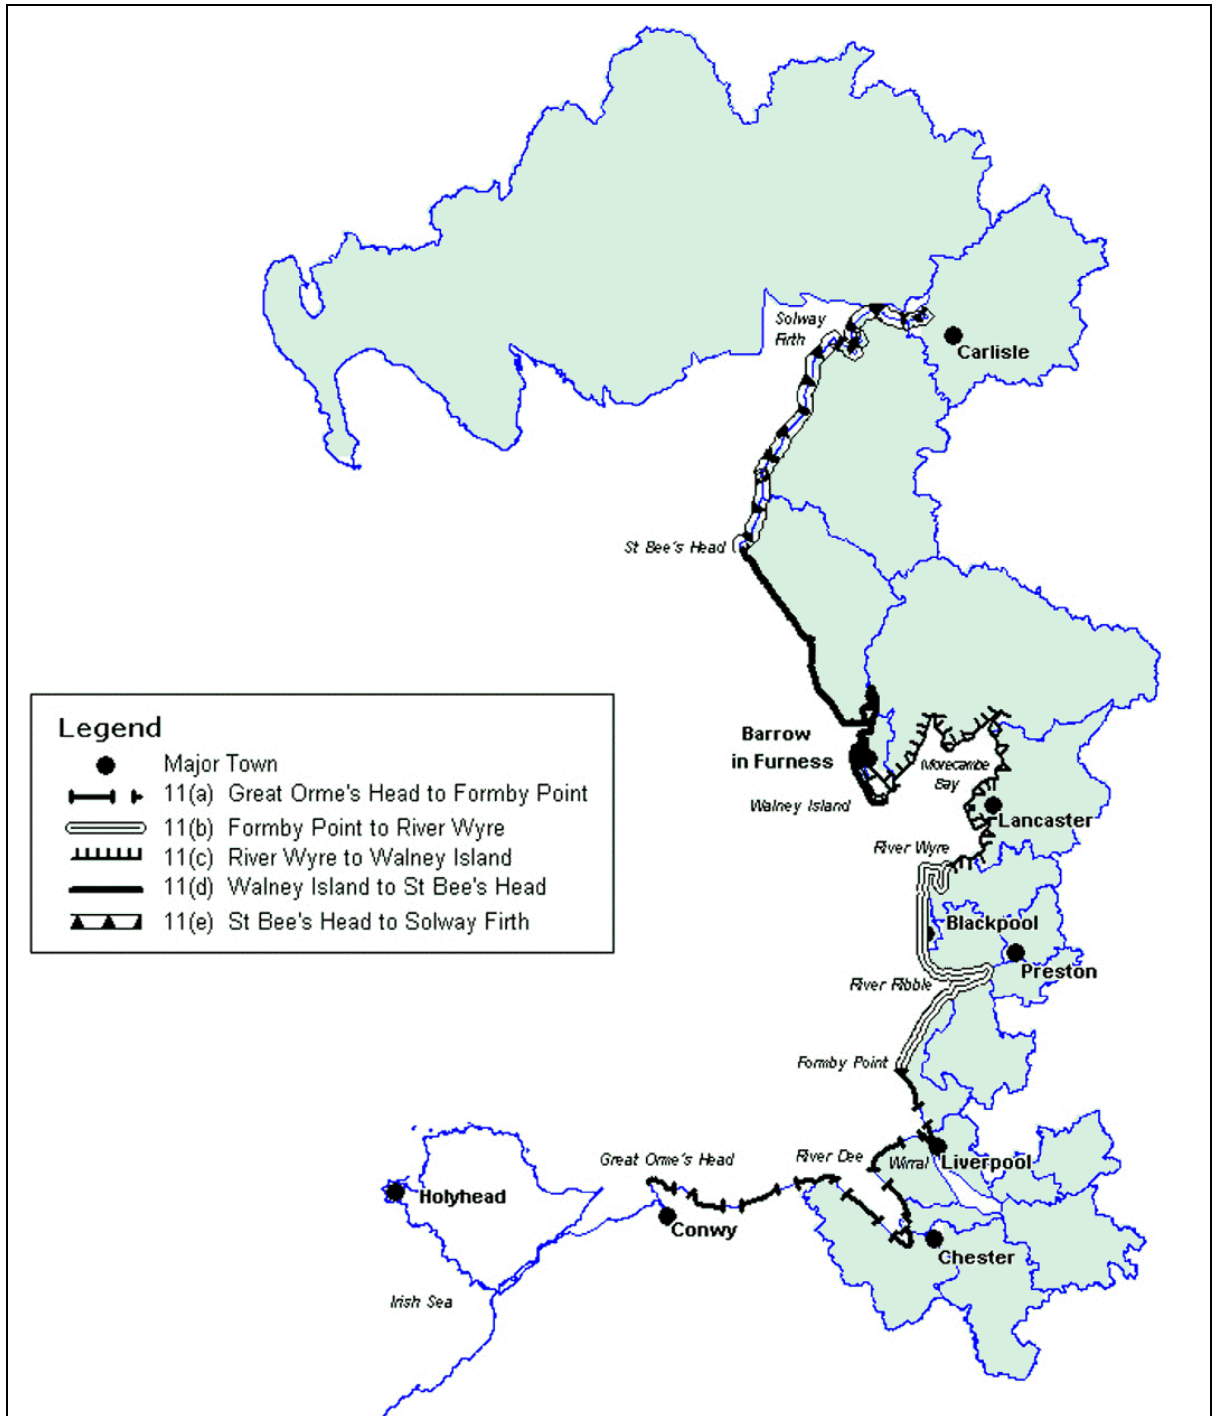 Solway
Firth
Carlisle
St Bee's Head
Legend
Major Town
11(a) Great Orme's Head to Formby Point
11(b) Formby Point to River Wyre
11(c) River Wyre to Walney Island
11(d) Walney Island to St Bee's Head
11(e) St Bee's Head to Solway Firth
Barrow
in Furness
Morecambe
Bay
Walney Island
Lancaster
River Wyre
Blackpool
Preston
River Ribble
Formby Point
Great Orme's Head
River Dee
Wirral
Liverpool
Holyhead
Conwy
Chester
Irish Sea